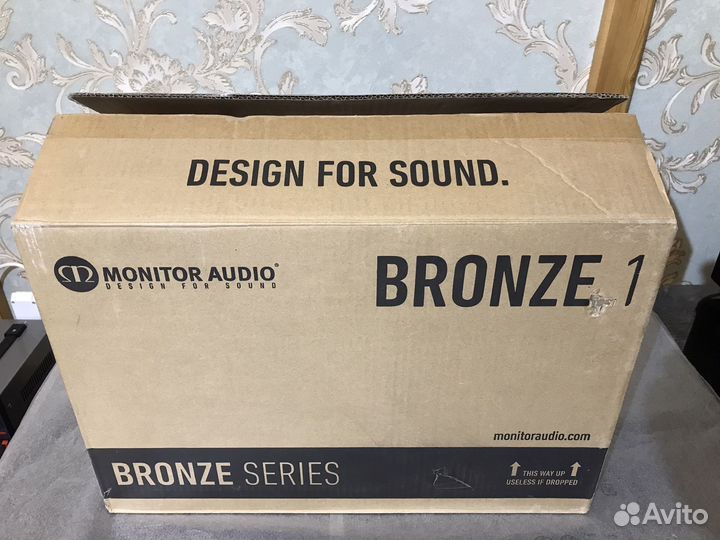 DESIGN FOR SOUND.
MONITOR AUDIO®
DESIGN FOR SOUND
BRONZE 1
monitoraudio.com
BRONZE SERIES
THIS WAY UP
USELESS IF DROPPED
Avito